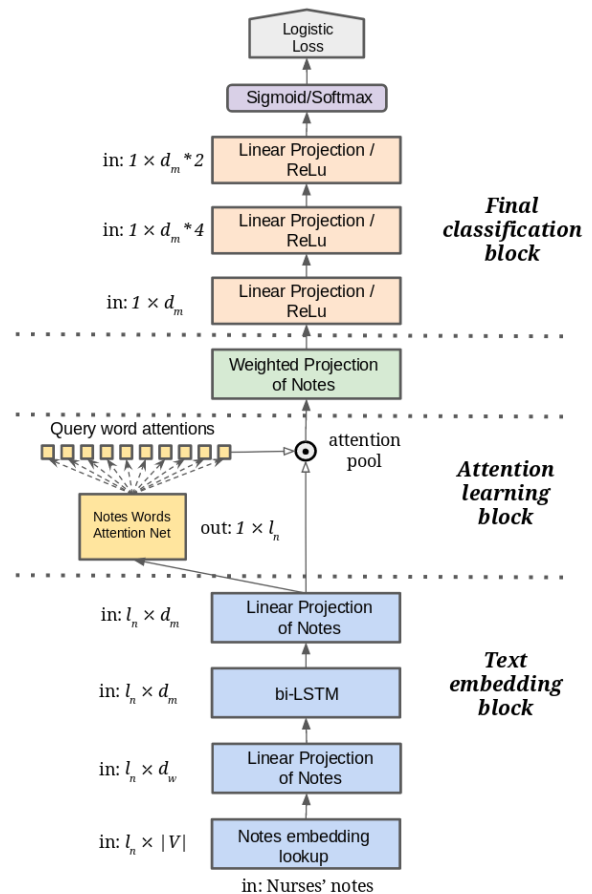 Logistic
Loss
Sigmoid/Softmax
in: 1 × d_m * 2
Linear Projection /
ReLu
in: 1 × d_m * 4
Linear Projection /
ReLu
Final
classification
block
in: 1 × d_m
Linear Projection /
ReLu
Weighted Projection
of Notes
Query word attentions
attention
pool
Notes Words
Attention Net
out: 1 × l_n
Attention
learning
block
in: l_n × d_m
Linear Projection
of Notes
in: l_n × d_m
bi-LSTM
Text
embedding
block
in: l_n × d_w
Linear Projection
of Notes
in: l_n × |V|
Notes embedding
lookup
in: Nurses’ notes